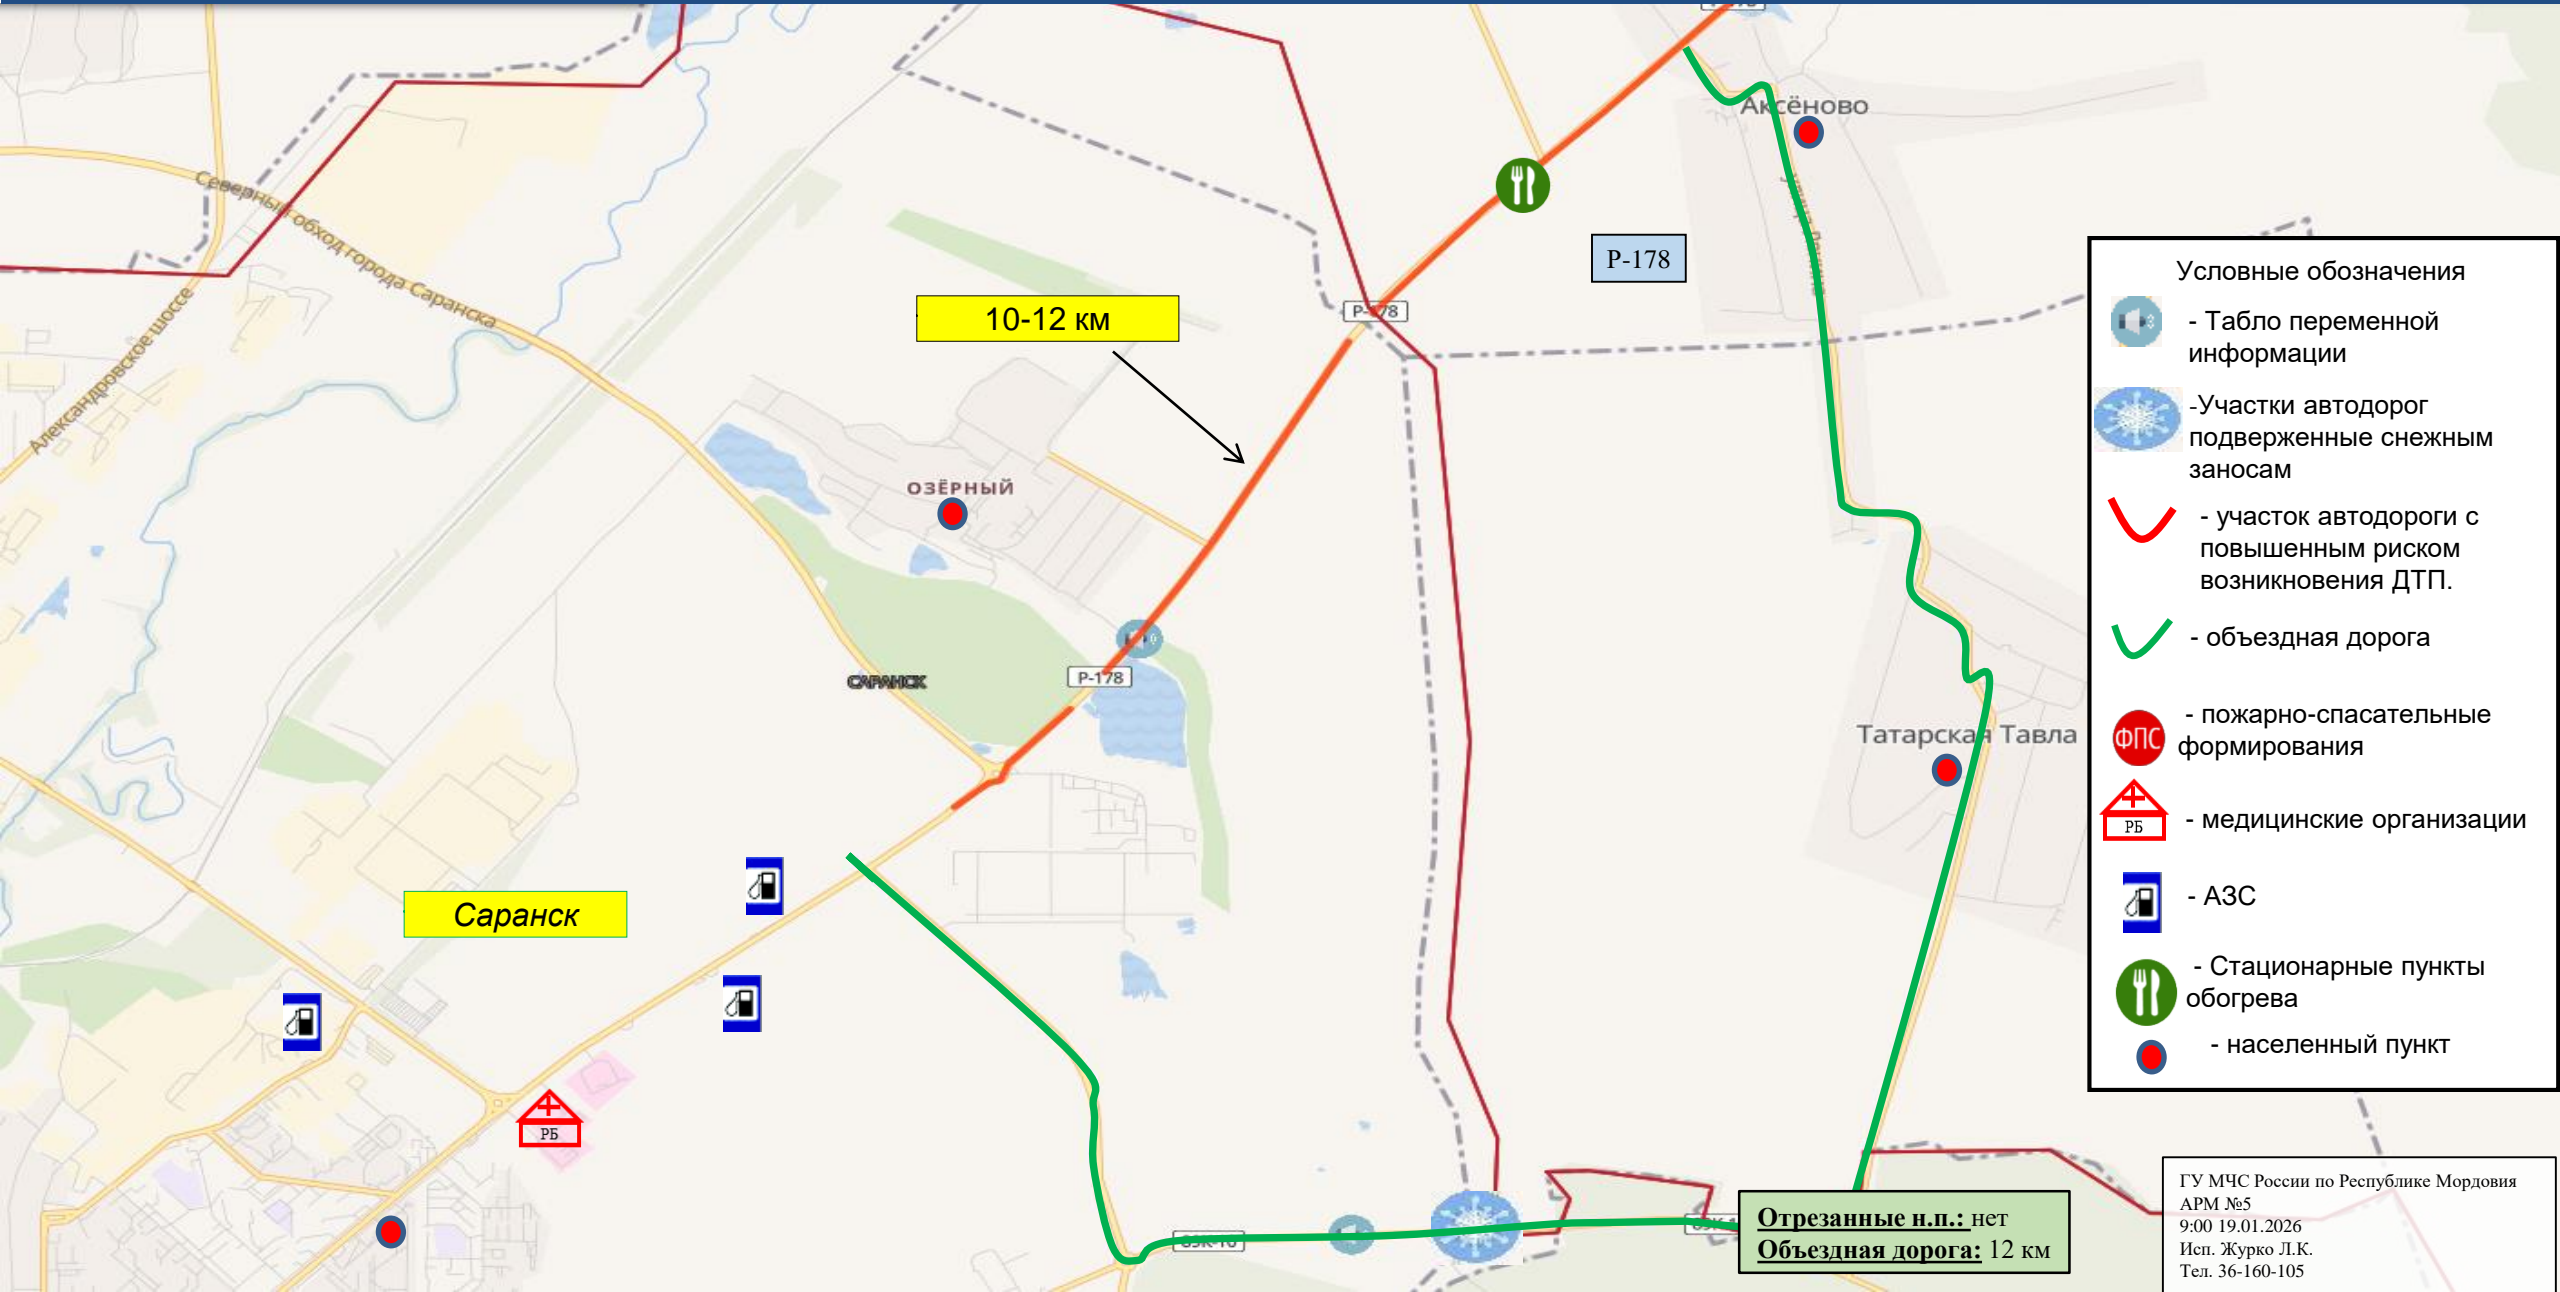 Аксёново
улица Ленина
Р-178
Р-178
10-12 км
Северный обход города Саранска
Александровское шоссе
ОЗЁРНЫЙ
САРАНСК
Р-178
Татарская Тавла
Саранск
РБ
Условные обозначения
- Табло переменной
информации
-Участки автодорог
подверженные снежным
заносам
- участок автодороги с
повышенным риском
возникновения ДТП.
- объездная дорога
ФПС
- пожарно-спасательные
формирования
РБ
- медицинские организации
- АЗС
- Стационарные пункты
обогрева
- населенный пункт
Отрезанные н.п.: нет
Объездная дорога: 12 км
ГУ МЧС России по Республике Мордовия
АРМ №5
9:00 19.01.2026
Исп. Журко Л.К.
Тел. 36-160-105